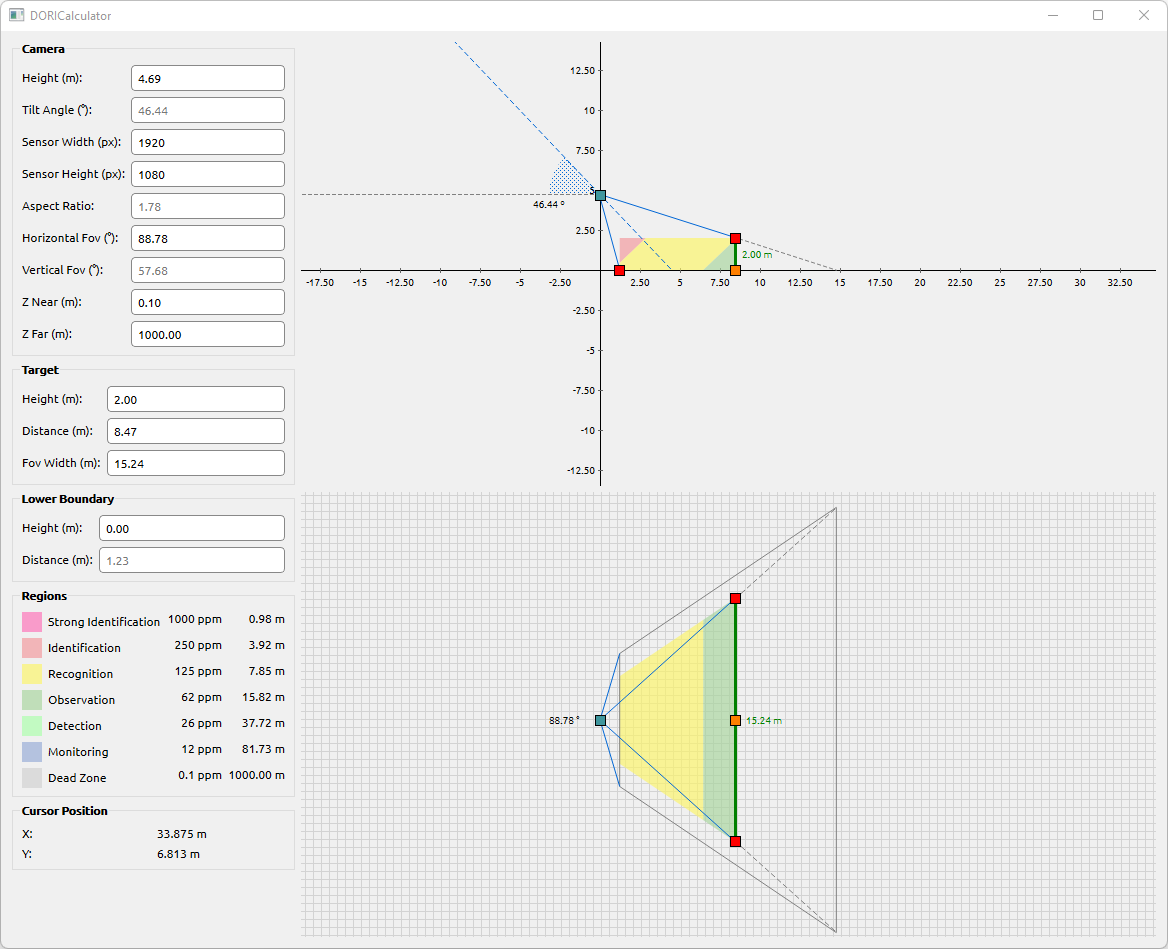 DORICalculator
Camera
Height (m): 4.69
Tilt Angle (°): 46.44
Sensor Width (px): 1920
Sensor Height (px): 1080
Aspect Ratio: 1.78
Horizontal Fov (°): 88.78
Vertical Fov (°): 57.68
Z Near (m): 0.10
Z Far (m): 1000.00
Target
Height (m): 2.00
Distance (m): 8.47
Fov Width (m): 15.24
Lower Boundary
Height (m): 0.00
Distance (m): 1.23
Regions
Strong Identification 1000 ppm 0.98 m
Identification 250 ppm 3.92 m
Recognition 125 ppm 7.85 m
Observation 62 ppm 15.82 m
Detection 26 ppm 37.72 m
Monitoring 12 ppm 81.73 m
Dead Zone 0.1 ppm 1000.00 m
Cursor Position
X: 33.875 m
Y: 6.813 m
12.50
10
7.50
5
46.44 °
2.50
2.00 m
-17.50 -15 -12.50 -10 -7.50 -5 -2.50 2.50 5 7.50 10 12.50 15 17.50 20 22.50 25 27.50 30 32.50
-2.50
-5
-7.50
-10
-12.50
88.78 °
15.24 m